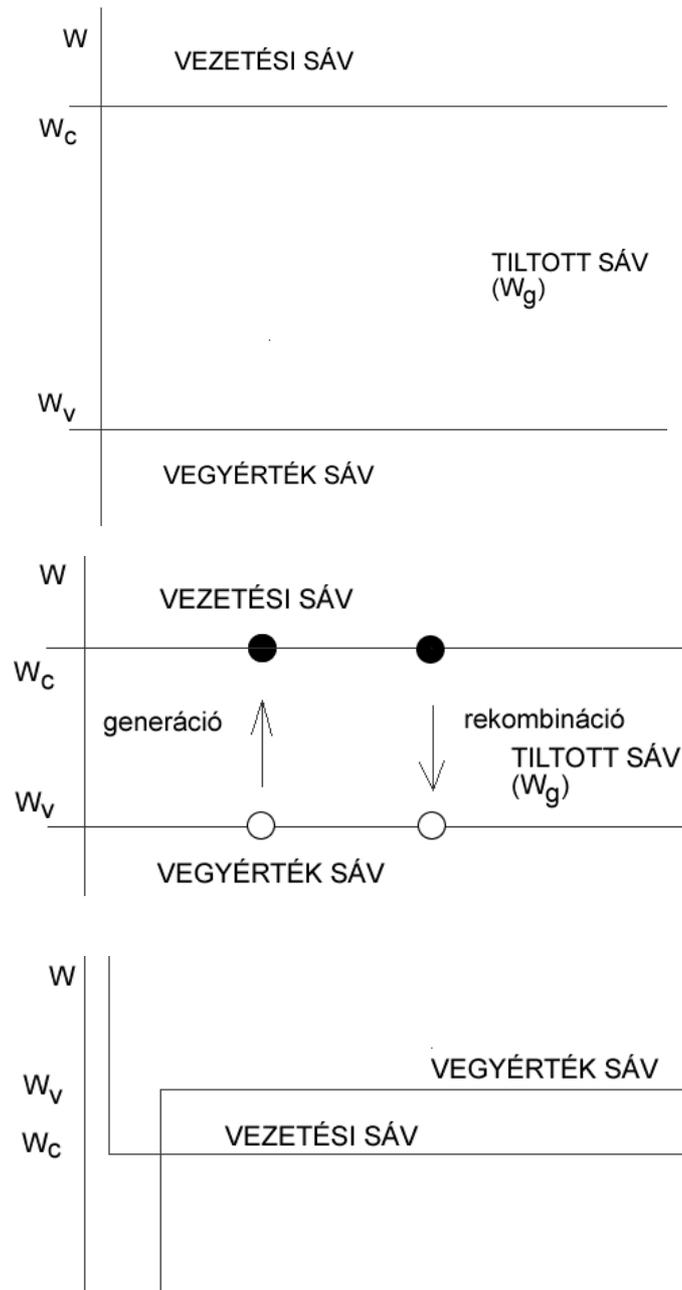 W
VEZETÉSI SÁV
Wc
TILTOTT SÁV
(Wg)
Wv
VEGYÉRTÉK SÁV
W
VEZETÉSI SÁV
Wc
generáció
rekombináció
TILTOTT SÁV
(Wg)
Wv
VEGYÉRTÉK SÁV
W
VEGYÉRTÉK SÁV
Wv
Wc
VEZETÉSI SÁV